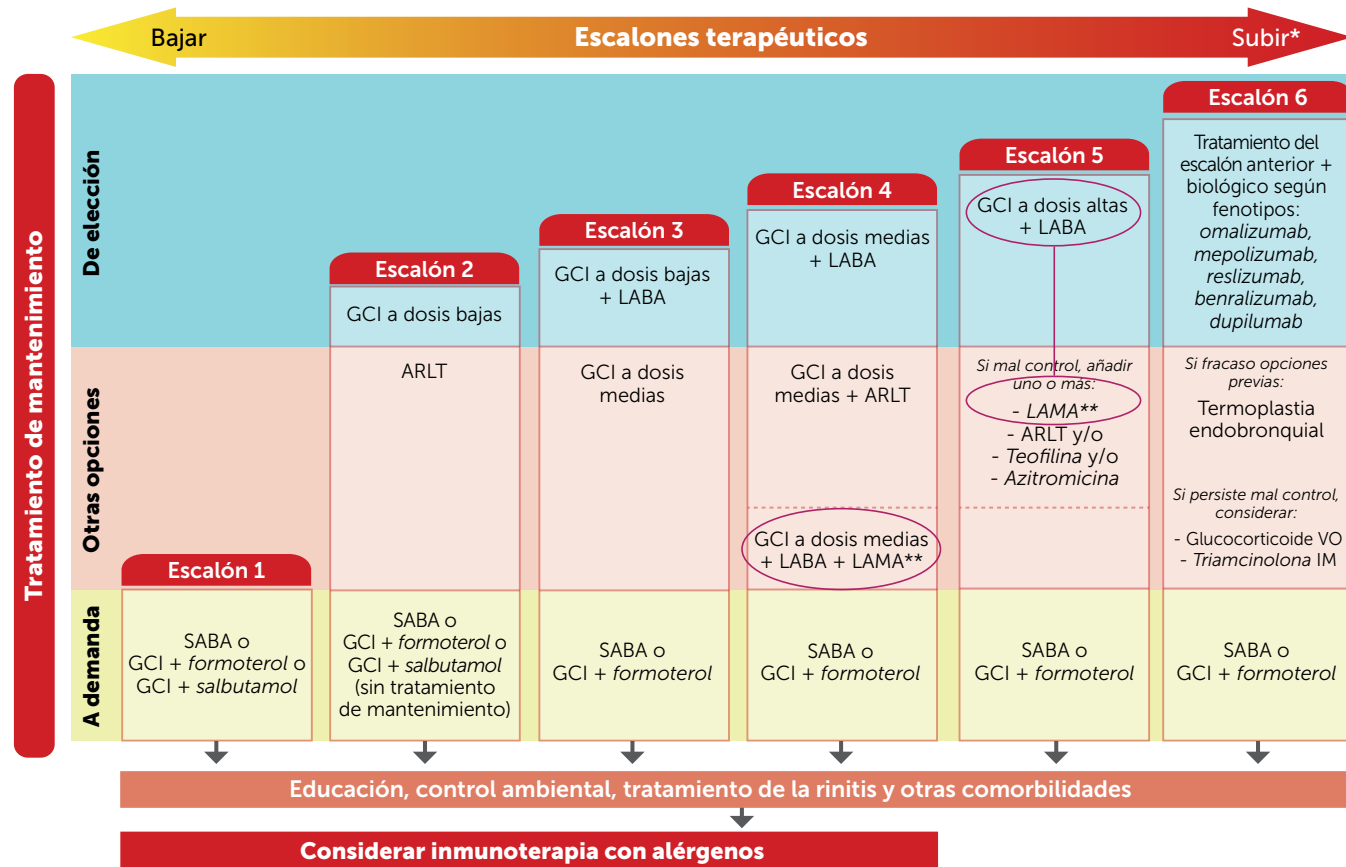 Bajar
Escalones terapéuticos
Subir*
Tratamiento de mantenimiento
De elección
Otras opciones
A demanda
Escalón 1
SABA o
GCI + formoterol o
GCI + salbutamol
Escalón 2
GCI a dosis bajas
ARLT
SABA o
GCI + formoterol o
GCI + salbutamol
(sin tratamiento
de mantenimiento)
Escalón 3
GCI a dosis bajas
+ LABA
GCI a dosis
medias
SABA o
GCI + formoterol
Escalón 4
GCI a dosis medias
+ LABA
GCI a dosis
medias + ARLT
GCI a dosis medias
+ LABA + LAMA**
SABA o
GCI + formoterol
Escalón 5
GCI a dosis altas
+ LABA
Si mal control, añadir
uno o más:
- LAMA**
- ARLT y/o
- Teofilina y/o
- Azitromicina
SABA o
GCI + formoterol
Escalón 6
Tratamiento del
escalón anterior +
biológico según
fenotipos:
omalizumab,
mepolizumab,
reslizumab,
benralizumab,
dupilumab
Si fracaso opciones
previas:
Termoplastia
endobronquial
Si persiste mal control,
considerar:
- Glucocorticoide VO
- Triamcinolona IM
SABA o
GCI + formoterol
Educación, control ambiental, tratamiento de la rinitis y otras comorbilidades
Considerar inmunoterapia con alérgenos